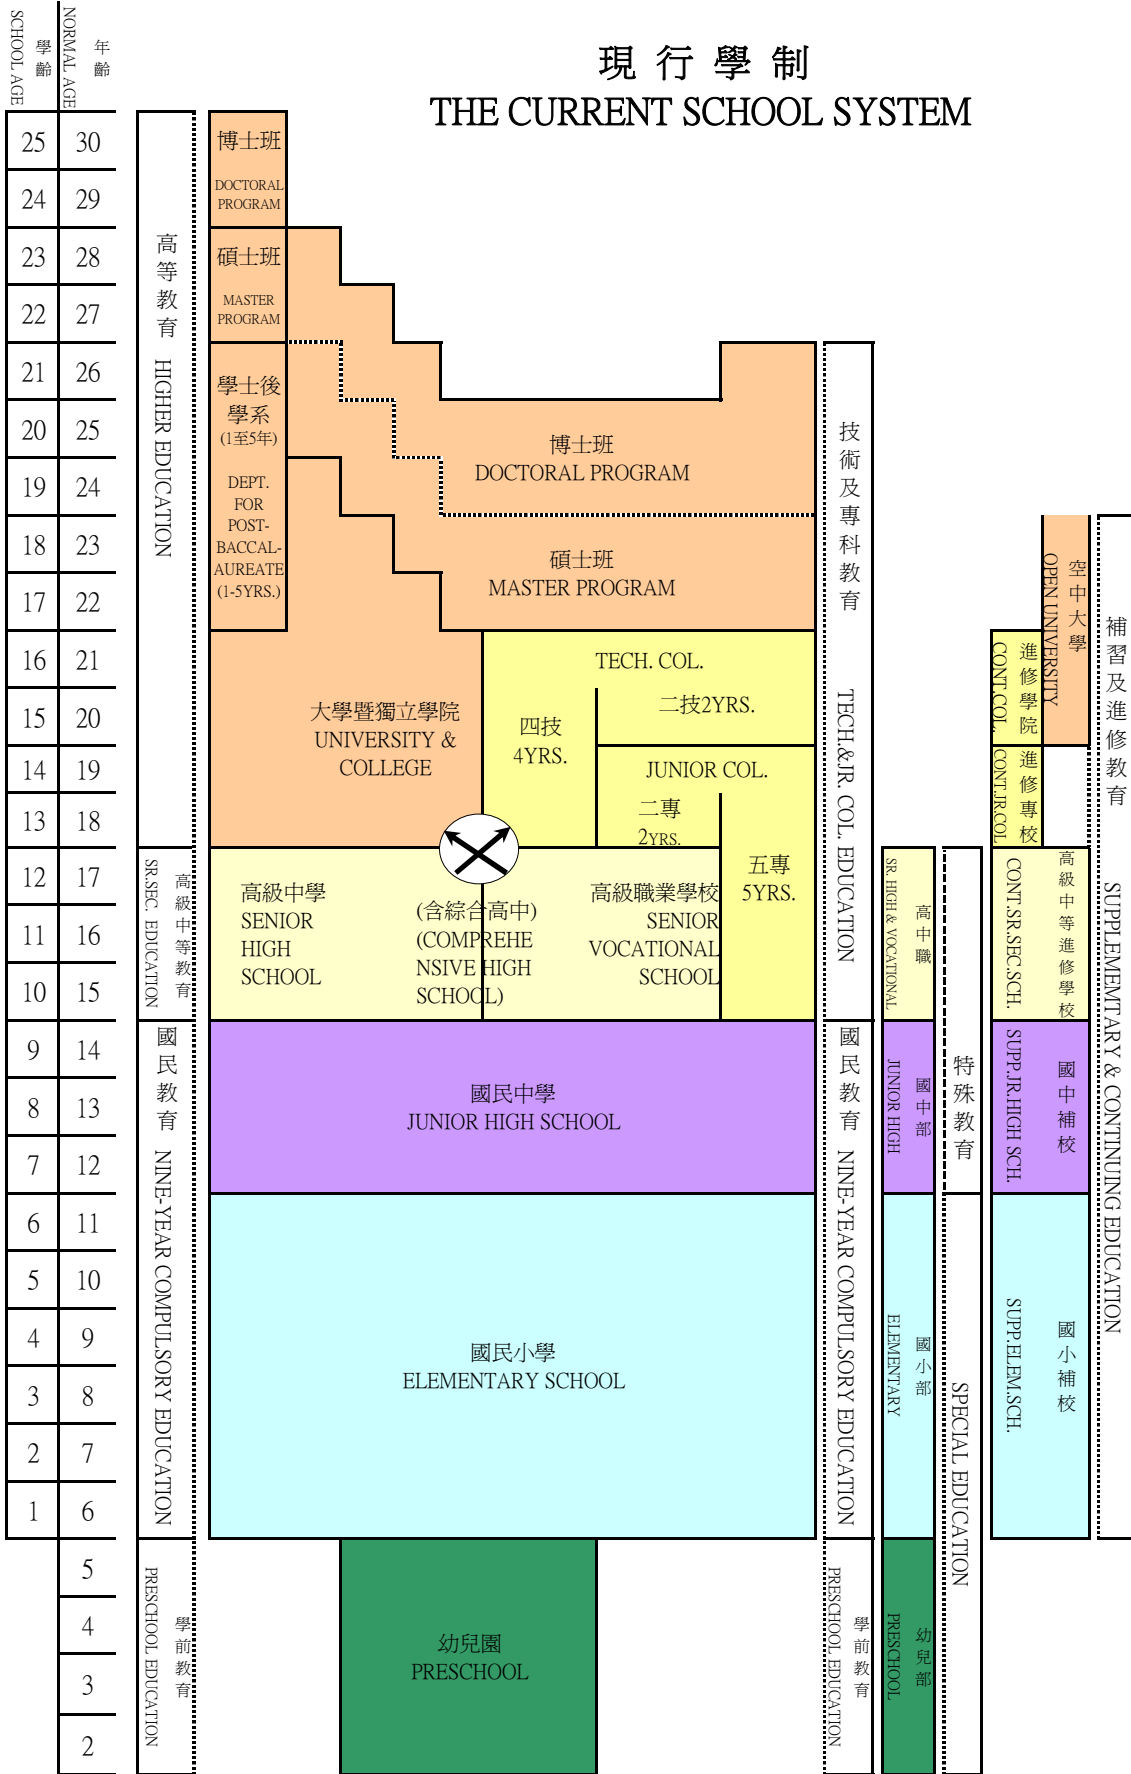 現行學制
THE CURRENT SCHOOL SYSTEM
學齡
SCHOOL AGE
年齡
NORMAL AGE
25 30
24 29
23 28
22 27
21 26
20 25
19 24
18 23
17 22
16 21
15 20
14 19
13 18
12 17
11 16
10 15
9 14
8 13
7 12
6 11
5 10
4 9
3 8
2 7
1 6
5
4
3
2
高等教育 HIGHER EDUCATION
高級中等教育
SR.SEC. EDUCATION
國民教育 NINE-YEAR COMPULSORY EDUCATION
學前教育
PRESCHOOL EDUCATION
博士班
DOCTORAL
PROGRAM
碩士班
MASTER
PROGRAM
學士後
學系
(1至5年)
DEPT.
FOR
POST-
BACCAL-
AUREATE
(1-5YRS.)
博士班
DOCTORAL PROGRAM
碩士班
MASTER PROGRAM
大學暨獨立學院
UNIVERSITY &
COLLEGE
TECH. COL.
四技
4YRS.
二技2YRS.
JUNIOR COL.
二專
2YRS.
五專
5YRS.
高級中學
SENIOR
HIGH
SCHOOL
(含綜合高中)
(COMPREHE
NSIVE HIGH
SCHOOL)
高級職業學校
SENIOR
VOCATIONAL
SCHOOL
國民中學
JUNIOR HIGH SCHOOL
國民小學
ELEMENTARY SCHOOL
幼兒園
PRESCHOOL
技術及專科教育 TECH.&JR. COL. EDUCATION
國民教育 NINE-YEAR COMPULSORY EDUCATION
學前教育
PRESCHOOL EDUCATION
高中職
SR. HIGH & VOCATIONAL
國中部
JUNIOR HIGH
國小部
ELEMENTARY
幼兒部
PRESCHOOL
特殊教育 SPECIAL EDUCATION
空中大學
OPEN UNIVERSITY
進修學院
CONT.COL.
進修專校
CONT.JR.COL
高級中等進修學校
CONT.SR.SEC.SCH.
國中補校
SUPP.JR.HIGH SCH.
國小補校
SUPP.ELEM.SCH.
補習及進修教育 SUPPLEMEMTARY & CONTINUING EDUCATION